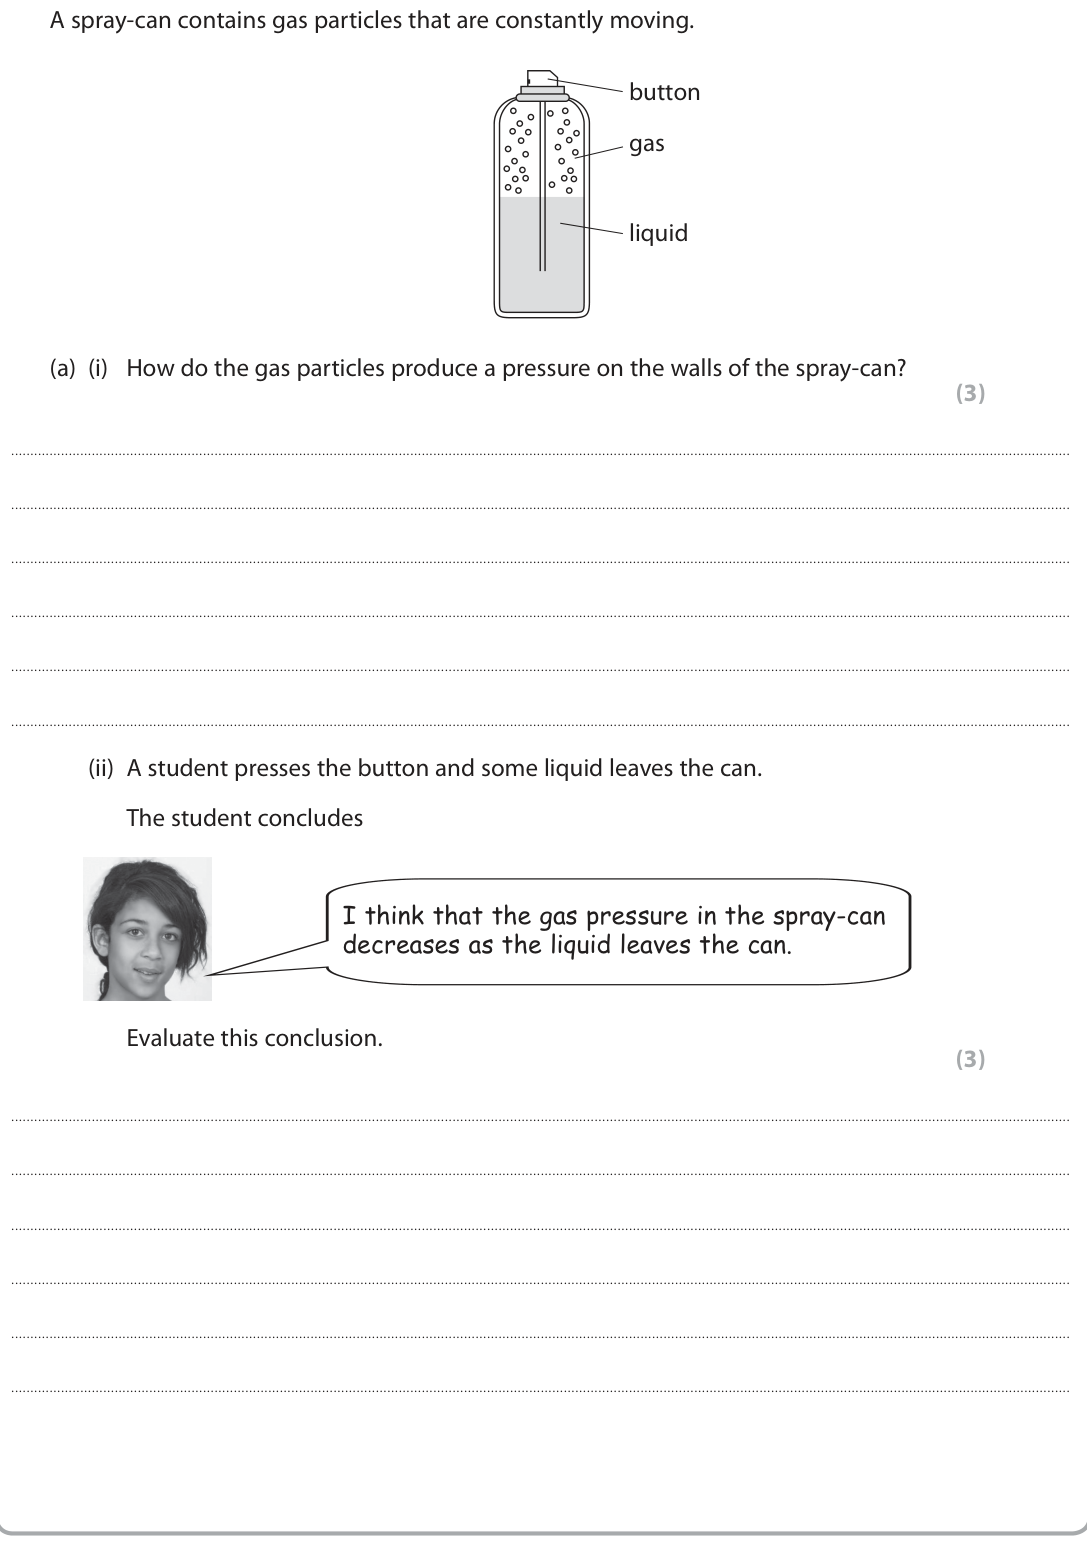 A spray-can contains gas particles that are constantly moving.
button
gas
liquid
(a) (i) How do the gas particles produce a pressure on the walls of the spray-can?
(3)
(ii) A student presses the button and some liquid leaves the can.
The student concludes
I think that the gas pressure in the spray-can
decreases as the liquid leaves the can.
Evaluate this conclusion.
(3)